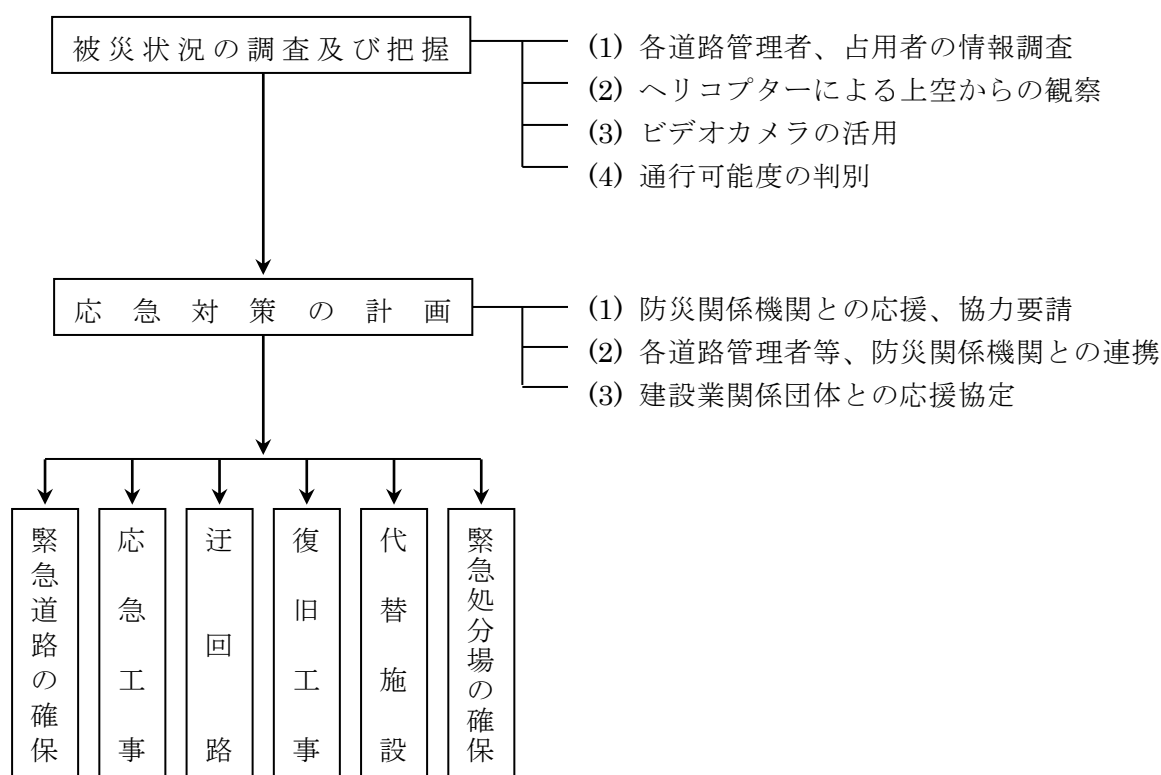 被災状況の調査及び把握
(1) 各道路管理者、占用者の情報調査
(2) ヘリコプターによる上空からの観察
(3) ビデオカメラの活用
(4) 通行可能度の判別
応急対策の計画
(1) 防災関係機関との応援、協力要請
(2) 各道路管理者等、防災関係機関との連携
(3) 建設業関係団体との応援協定
緊急道路の確保
応急工事
迂回路
復旧工事
代替施設
緊急処分場の確保